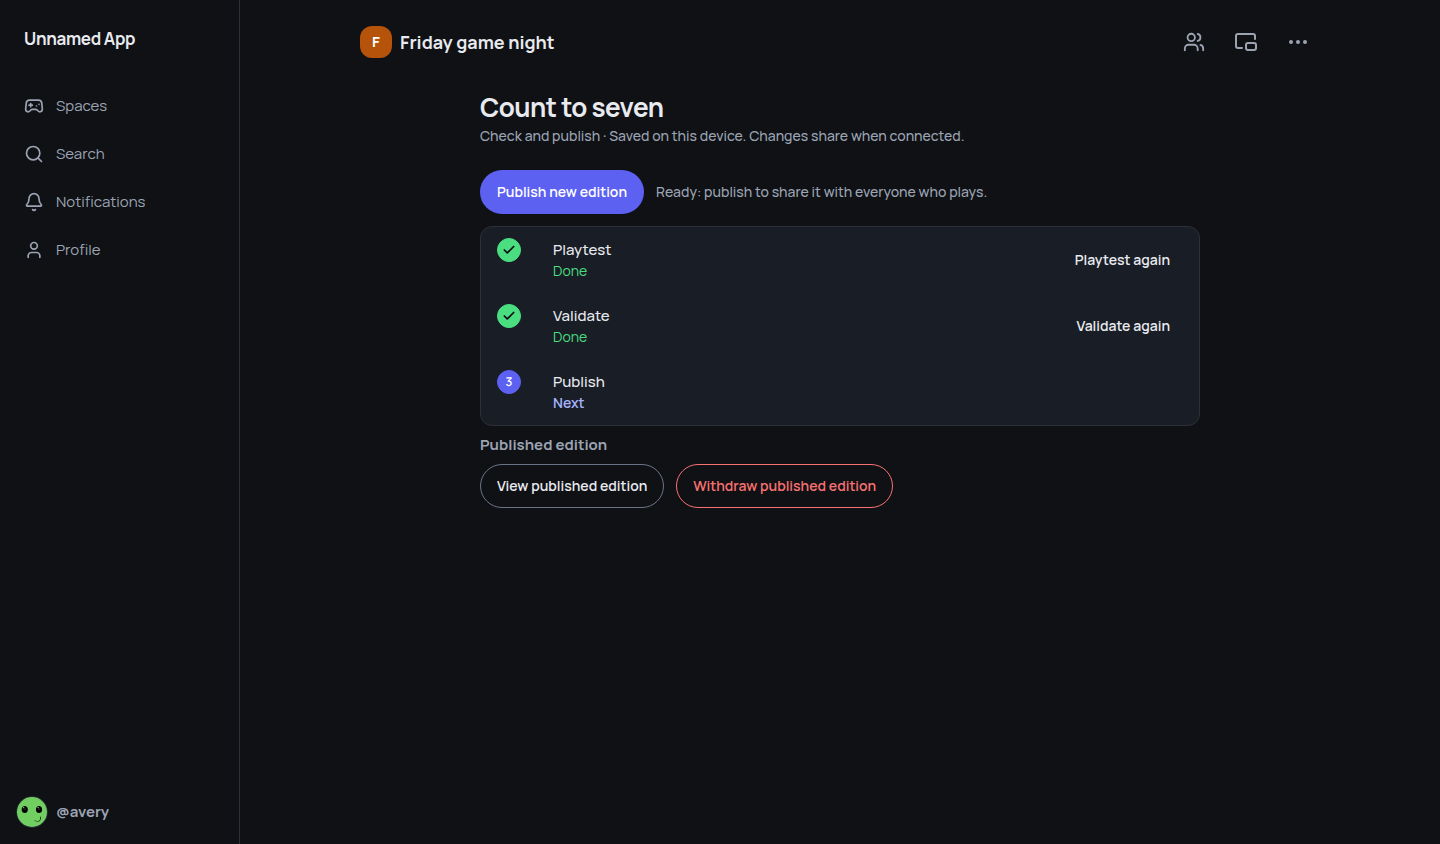 Unnamed App
Spaces
Search
Notifications
Profile
@avery
F Friday game night
Count to seven
Check and publish · Saved on this device. Changes share when connected.
Publish new edition Ready: publish to share it with everyone who plays.
Playtest
Done
Playtest again
Validate
Done
Validate again
3 Publish
Next
Published edition
View published edition Withdraw published edition